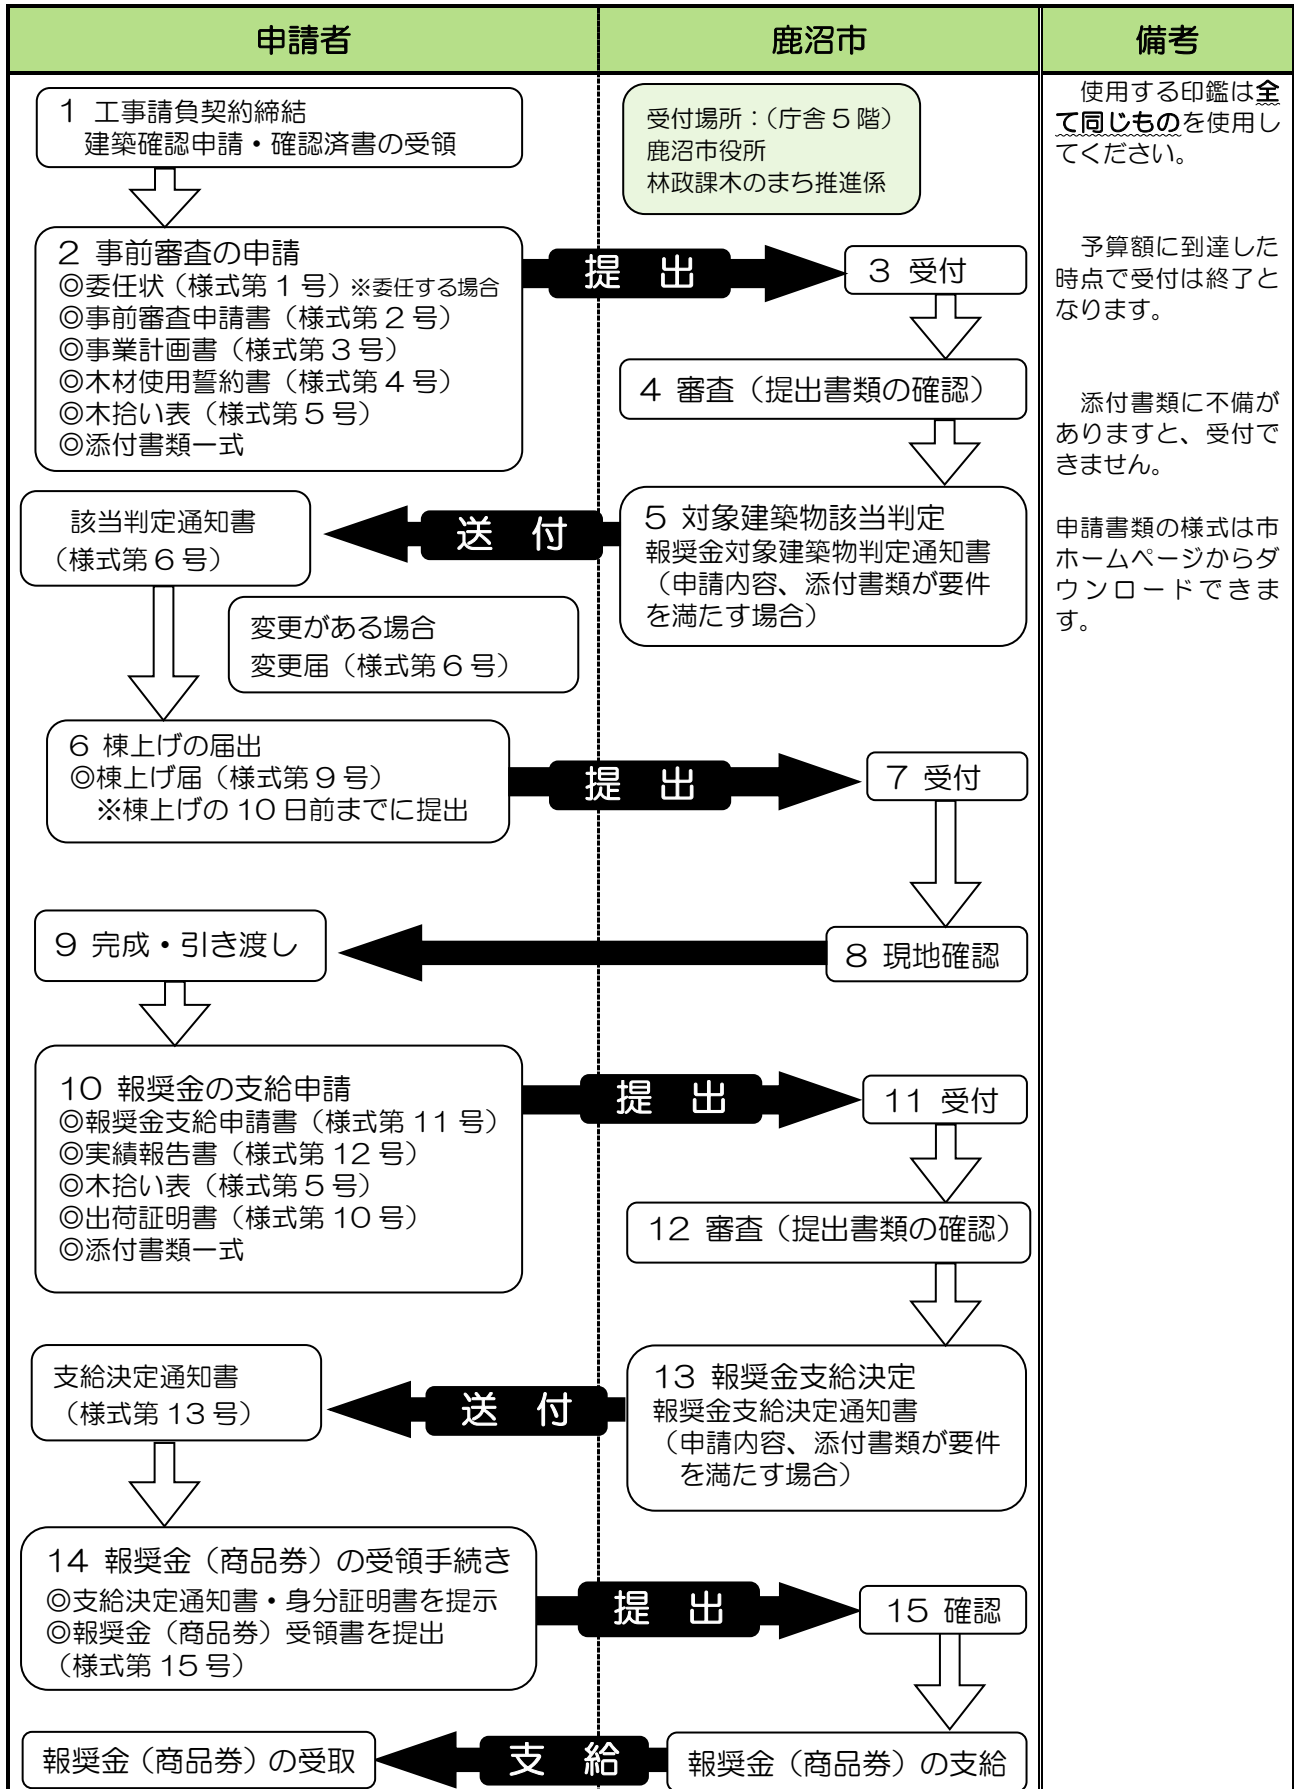 申請者
鹿沼市
備考
1 工事請負契約締結
建築確認申請・確認済書の受領
受付場所：（庁舎5階）
鹿沼市役所
林政課木のまち推進係
使用する印鑑は全
て同じものを使用し
てください。
予算額に到達した
時点で受付は終了と
なります。
添付書類に不備が
ありますと、受付で
きません。
申請書類の様式は市
ホームページからダ
ウンロードできま
す。
2 事前審査の申請
◎委任状（様式第1号）※委任する場合
◎事前審査申請書（様式第2号）
◎事業計画書（様式第3号）
◎木材使用誓約書（様式第4号）
◎木拾い表（様式第5号）
◎添付書類一式
提 出
3 受付
4 審査（提出書類の確認）
5 対象建築物該当判定
報奨金対象建築物判定通知書
（申請内容、添付書類が要件
を満たす場合）
送 付
該当判定通知書
（様式第6号）
変更がある場合
変更届（様式第6号）
6 棟上げの届出
◎棟上げ届（様式第9号）
※棟上げの10日前までに提出
提 出
7 受付
8 現地確認
9 完成・引き渡し
10 報奨金の支給申請
◎報奨金支給申請書（様式第11号）
◎実績報告書（様式第12号）
◎木拾い表（様式第5号）
◎出荷証明書（様式第10号）
◎添付書類一式
提 出
11 受付
12 審査（提出書類の確認）
13 報奨金支給決定
報奨金支給決定通知書
（申請内容、添付書類が要件
を満たす場合）
送 付
支給決定通知書
（様式第13号）
14 報奨金（商品券）の受領手続き
◎支給決定通知書・身分証明書を提示
◎報奨金（商品券）受領書を提出
（様式第15号）
提 出
15 確認
報奨金（商品券）の支給
支 給
報奨金（商品券）の受取